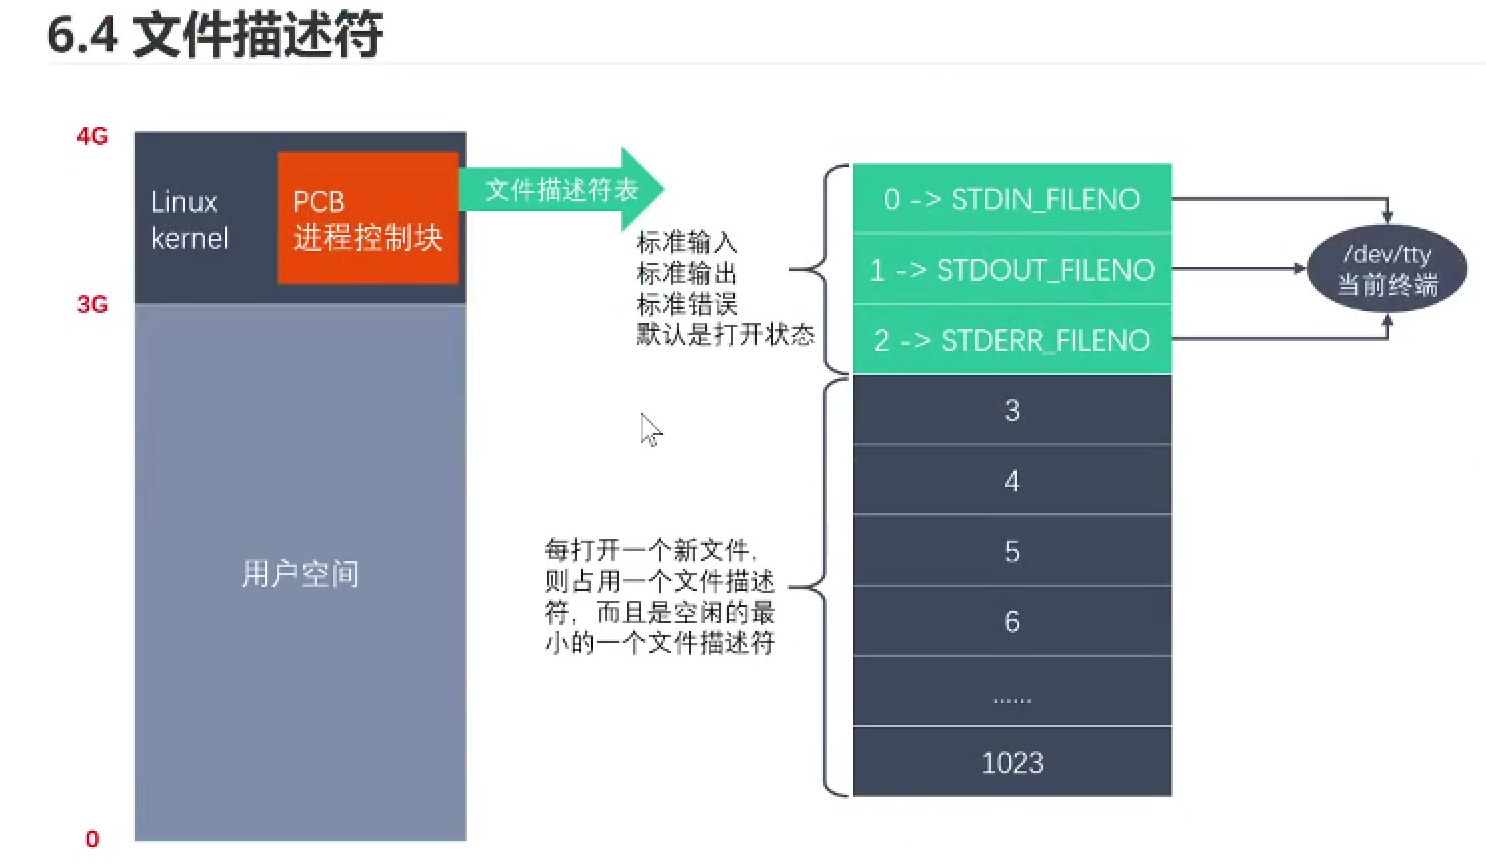 6.4 文件描述符
4G
Linux
kernel
PCB
进程控制块
3G
用户空间
0
文件描述符表
标准输入
标准输出
标准错误
默认是打开状态
每打开一个新文件，
则占用一个文件描述
符，而且是空闲的最
小的一个文件描述符
0 -> STDIN_FILENO
1 -> STDOUT_FILENO
2 -> STDERR_FILENO
3
4
5
6
......
1023
/dev/tty
当前终端